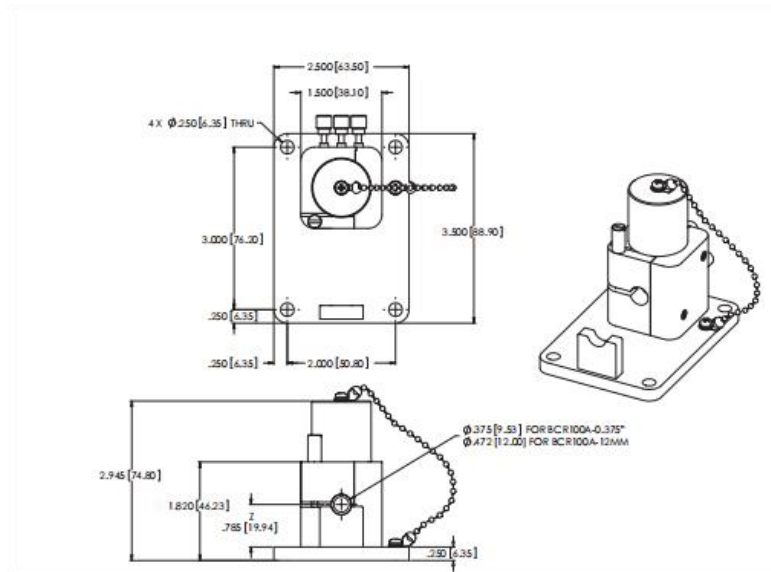 2.500 [63.50]
1.500 [38.10]
4 X Ø.250 [6.35] THRU
3.000 [76.20]
3.500 [88.90]
.250 [6.35]
.250 [6.35]
2.000 [50.80]
Ø.375 [9.53] FOR BCR100A-0.375"
Ø.472 [12.00] FOR BCR100A-12MM
2.945 [74.80]
1.820 [46.23]
Z
.785 [19.94]
.250 [6.35]